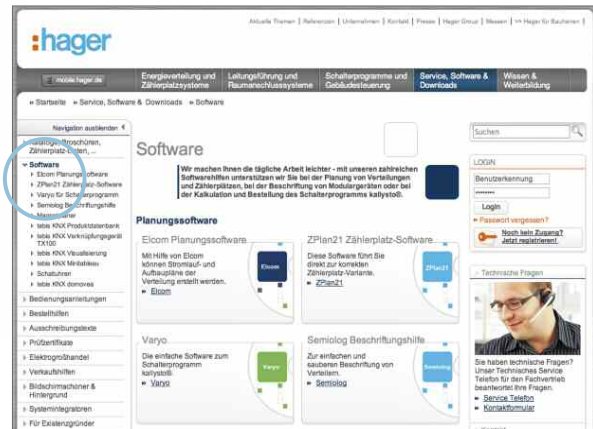 Aktuelle Themen | Referenzen | Unternehmen | Kontakt | Presse | Hager Group | Messen | >> Hager für Bauherren |
:hager
mobile.hager.de
Energieverteilung und Zählerplatzsysteme
Leitungsführung und Raumanschlusssysteme
Schalterprogramme und Gebäudesteuerung
Service, Software & Downloads
Wissen & Weiterbildung
» Startseite » Service, Software & Downloads » Software
Navigation ausblenden
Zählerplatz-Listen, ...
Software
Elcom Planungssoftware
ZPlan21 Zählerplatz-Software
Varyo für Schalterprogramm
Semiolog Beschriftungshilfe
tebis KNX Produktdatenbank
tebis KNX Verknüpfungsgerät
TX100
tebis KNX Visualisierung
tebis KNX Minitableau
Schaltuhren
tebis KNX domovea
Bedienungsanleitungen
Bestellhilfen
Ausschreibungstexte
Prüfzertifikate
Elektrogroßhandel
Verkaufshilfen
Bildschirmschoner &
Hintergrund
Systemintegratoren
Für Existenzgründer
Software
Wir machen Ihnen die tägliche Arbeit leichter - mit unseren zahlreichen
Softwarehilfen unterstützen wir Sie bei der Planung von Verteilungen
und Zählerplätzen, bei der Beschriftung von Modulargeräten oder bei
der Kalkulation und Bestellung des Schalterprogramms kallysto®.
Planungssoftware
Elcom Planungssoftware
Mit Hilfe von Elcom
können Stromlauf- und
Aufbaupläne der
Verteilung erstellt werden.
» Elcom
Elcom
ZPlan21 Zählerplatz-Software
Diese Software führt Sie
direkt zur korrekten
Zählerplatz-Variante.
» ZPlan21
ZPlan21
Varyo
Die einfache Software zum
Schalterprogramm
kallysto®.
» Varyo
Varyo
Semiolog Beschriftungshilfe
Zur einfachen und
sauberen Beschriftung von
Verteilern.
» Semiolog
Semiolog
Suchen
LOGIN
Benutzerkennung
••••••••
Login
» Passwort vergessen?
Noch kein Zugang?
Jetzt registrieren!
Technische Fragen
Sie haben technische Fragen?
Unser Technisches Service
Telefon für den Fachvertrieb
beantwortet Ihre Fragen.
» Service Telefon
» Kontaktformular